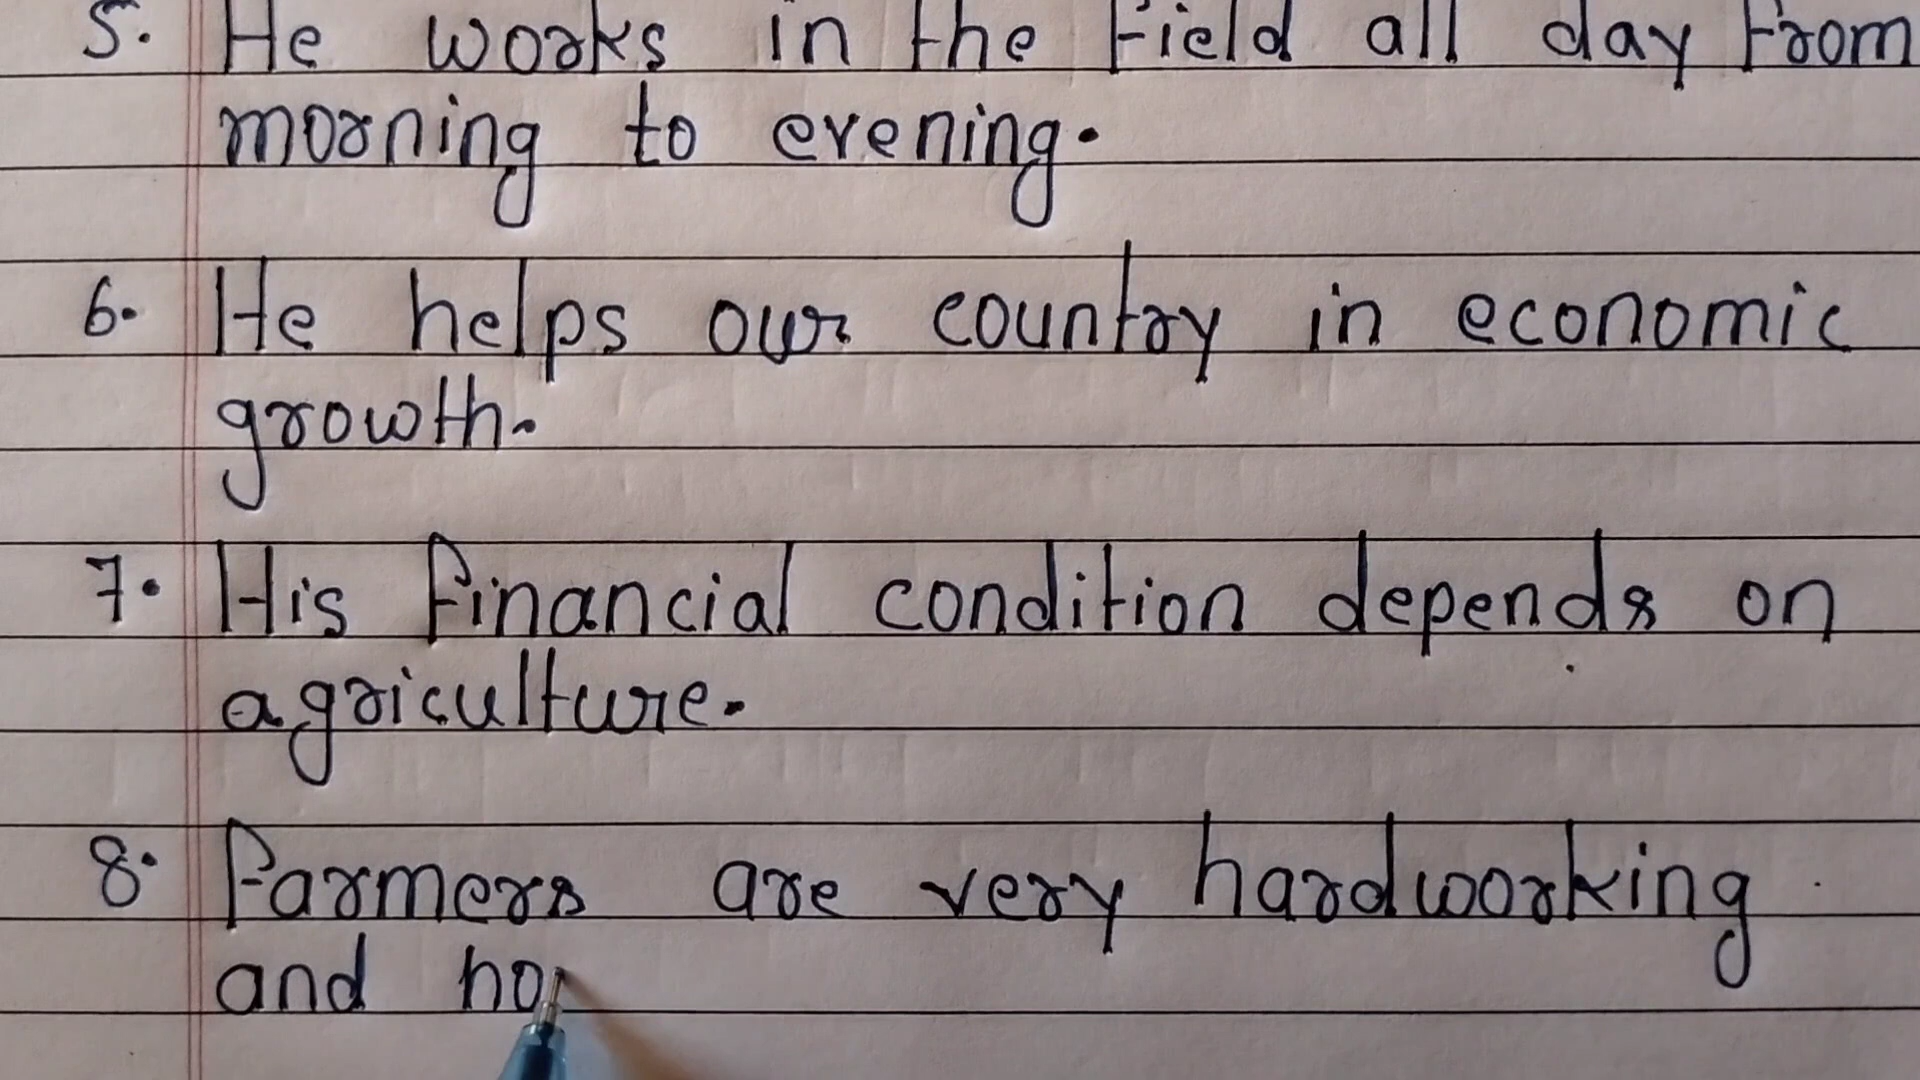 5. He works in the field all day from
morning to evening.
6. He helps our country in economic
growth.
7. His financial condition depends on
agriculture.
8. Farmers are very hardworking
and ho